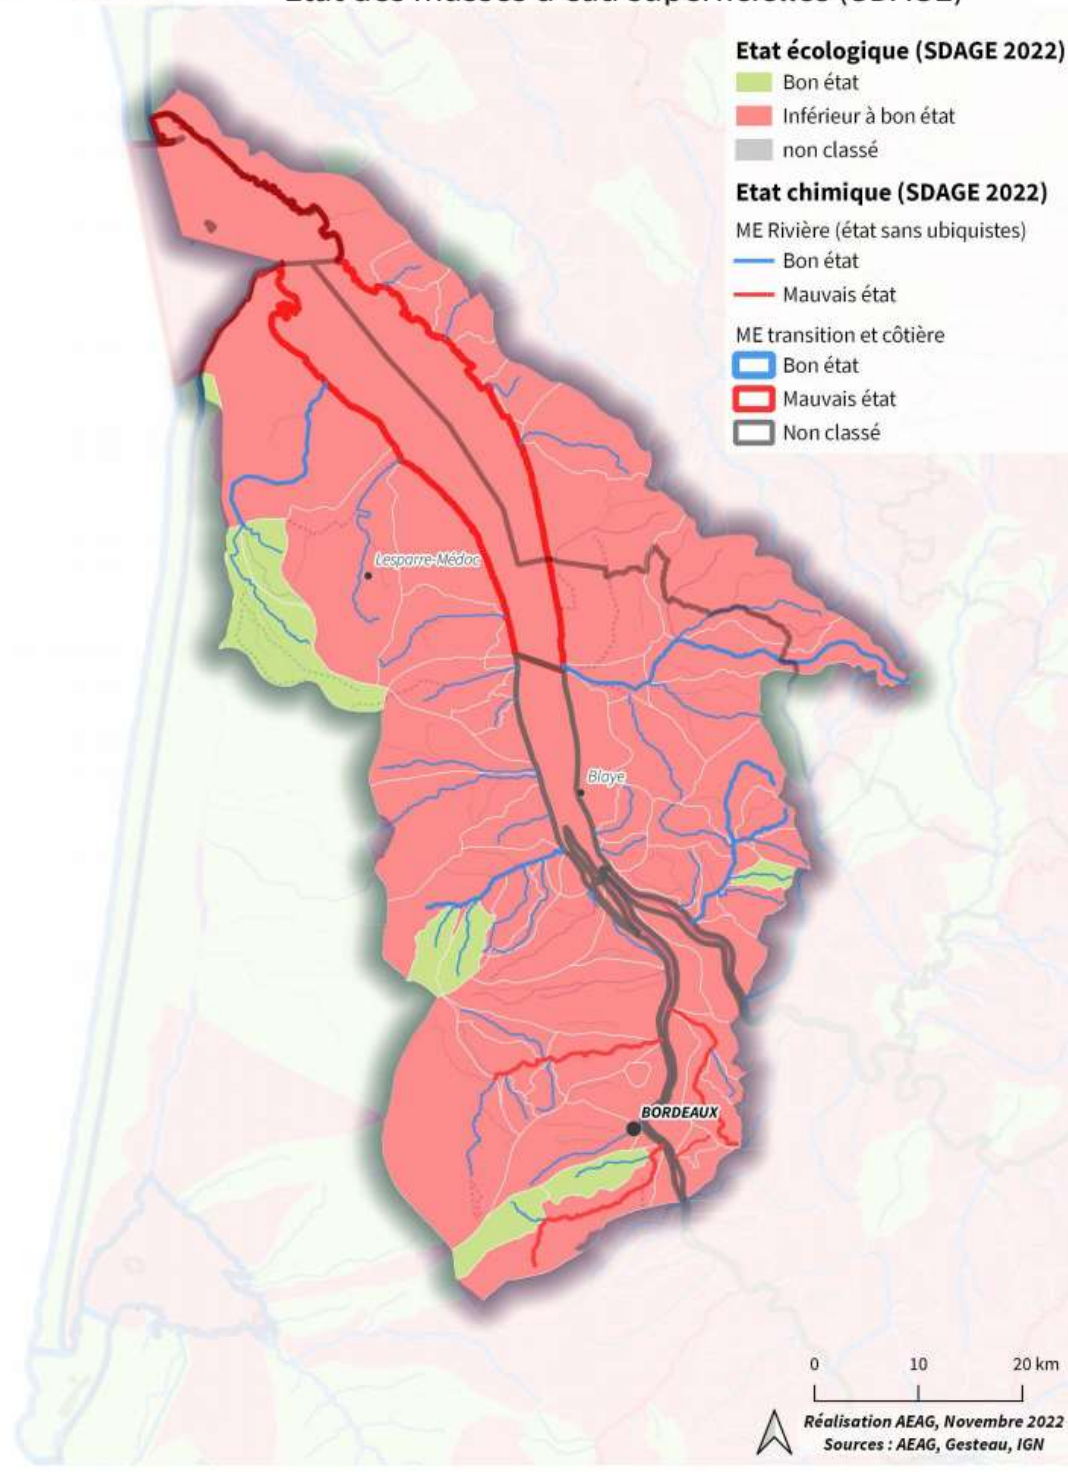 Etat écologique (SDAGE 2022)
Bon état
Inférieur à bon état
non classé
Etat chimique (SDAGE 2022)
ME Rivière (état sans ubiquistes)
Bon état
Mauvais état
ME transition et côtière
Bon état
Mauvais état
Non classé
Lesparre-Médoc
Blaye
BORDEAUX
0 10 20 km
Réalisation AEAG, Novembre 2022
Sources : AEAG, Gesteau, IGN